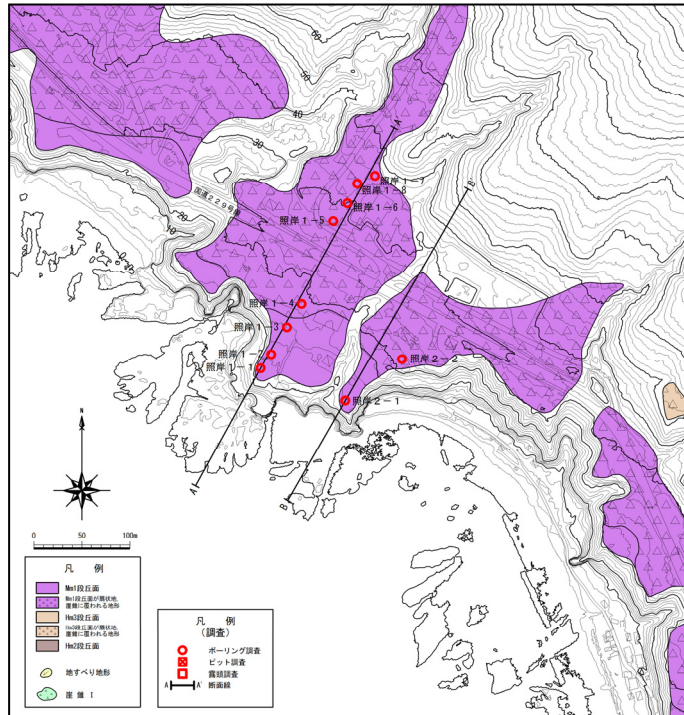 60
50
40
30
20
10
国道229号線
A'
B'
照岸1-7
照岸1-8
照岸1-6
照岸1-5
照岸1-4
照岸1-3
照岸1-2
照岸1-1
照岸2-2
照岸2-1
A
B
N
0 50 100m
凡 例
Mm1段丘面
Mm1段丘面が扇状地、
崖錐に覆われる地形
Hm3段丘面
Hm3段丘面が扇状地、
崖錐に覆われる地形
Hm2段丘面
地すべり地形
崖錐 I
凡 例
(調査)
ボーリング調査
ピット調査
露頭調査
A A' 断面線